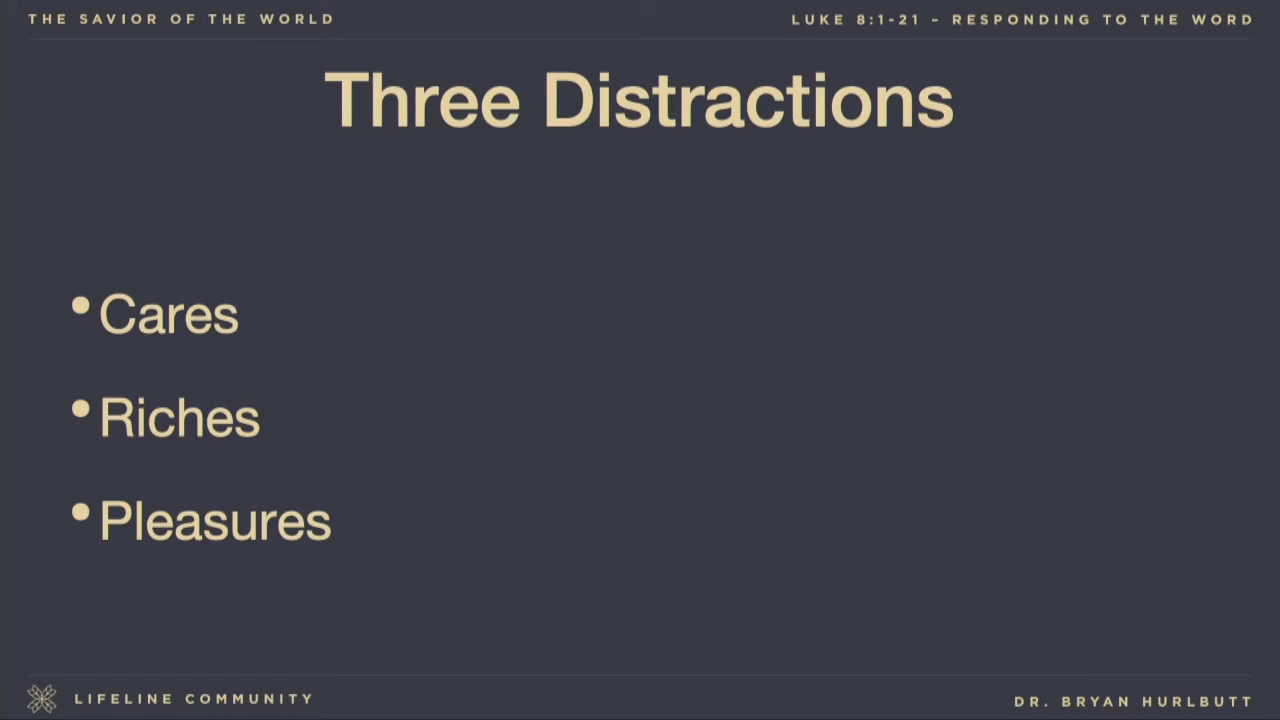 THE SAVIOR OF THE WORLD
LUKE 8:1-21 – RESPONDING TO THE WORD
Three Distractions
• Cares
• Riches
• Pleasures
LIFELINE COMMUNITY
DR. BRYAN HURLBUTT